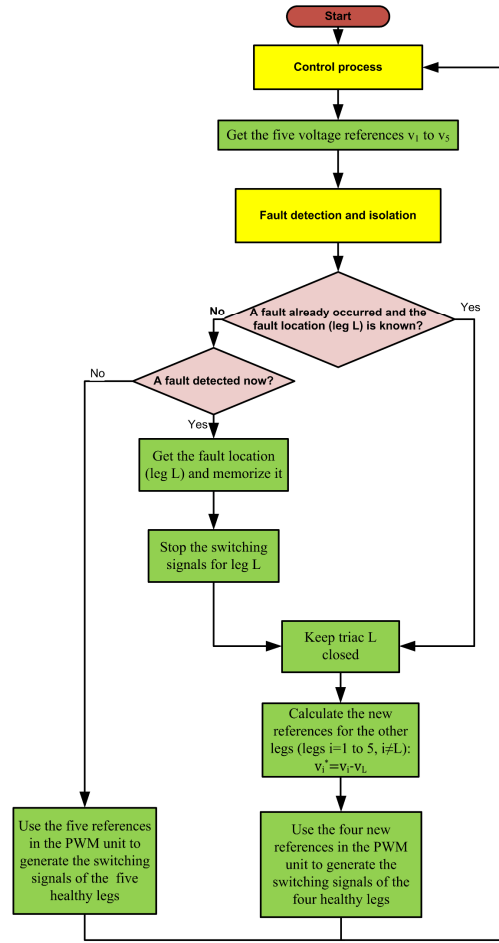 Start
Control process
Get the five voltage references v₁ to v₅
Fault detection and isolation
A fault already occurred and the
fault location (leg L) is known?
No
Yes
A fault detected now?
No
Yes
Get the fault location
(leg L) and memorize it
Stop the switching
signals for leg L
Keep triac L
closed
Calculate the new
references for the other
legs (legs i=1 to 5, i≠L):
vᵢ*=vᵢ-v_L
Use the five references
in the PWM unit to
generate the switching
signals of the five
healthy legs
Use the four new
references in the PWM
unit to generate the
switching signals of the
four healthy legs